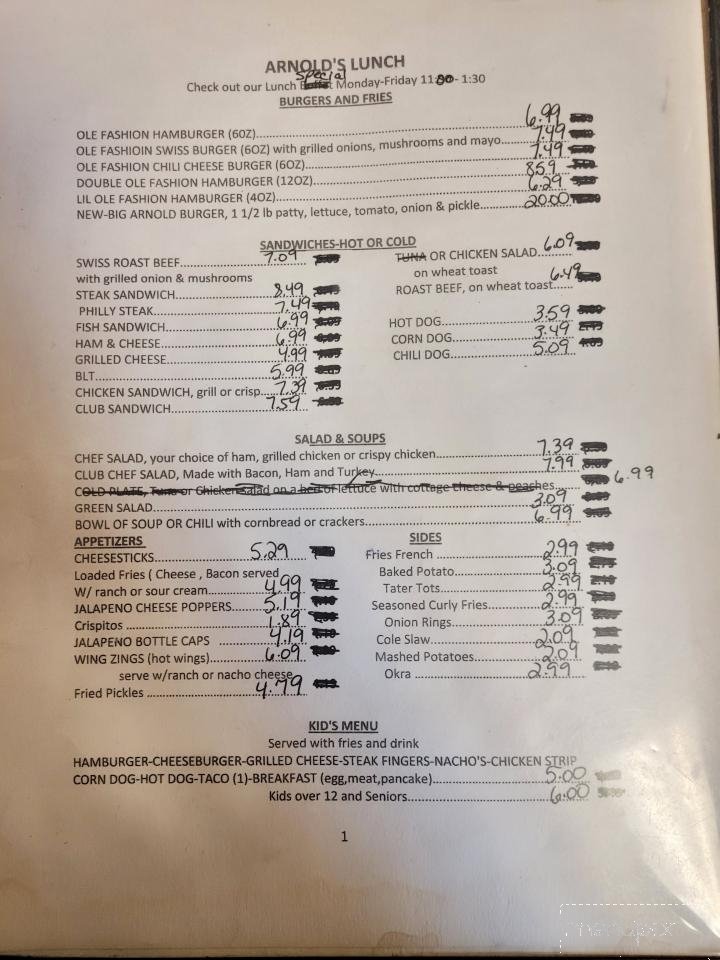 ARNOLD'S LUNCH
Check out our Lunch Special Monday-Friday 11:00- 1:30
BURGERS AND FRIES
OLE FASHION HAMBURGER (6OZ)........ 6.99
OLE FASHIOIN SWISS BURGER (6OZ) with grilled onions, mushrooms and mayo........ 7.49
OLE FASHION CHILI CHEESE BURGER (6OZ)........ 7.49
DOUBLE OLE FASHION HAMBURGER (12OZ)........ 8.59
LIL OLE FASHION HAMBURGER (4OZ)........ 6.29
NEW-BIG ARNOLD BURGER, 1 1/2 lb patty, lettuce, tomato, onion & pickle........ 20.00
SANDWICHES-HOT OR COLD
SWISS ROAST BEEF........ 7.09
with grilled onion & mushrooms
STEAK SANDWICH........ 8.49
PHILLY STEAK........ 7.49
FISH SANDWICH........ 6.99
HAM & CHEESE........ 6.99
GRILLED CHEESE........ 4.99
BLT........ 5.99
CHICKEN SANDWICH, grill or crisp........ 7.39
CLUB SANDWICH........ 7.59
TUNA OR CHICKEN SALAD 6.09
on wheat toast
ROAST BEEF, on wheat toast...... 6.49
HOT DOG........ 3.59
CORN DOG........ 3.49
CHILI DOG........ 5.09
SALAD & SOUPS
CHEF SALAD, your choice of ham, grilled chicken or crispy chicken........ 7.39
CLUB CHEF SALAD, Made with Bacon, Ham and Turkey........ 7.99
COLD PLATE, Tuna or Chicken Salad on a bed of lettuce with cottage cheese & peaches...... 6.99
GREEN SALAD........ 3.09
BOWL OF SOUP OR CHILI with cornbread or crackers........ 6.99
APPETIZERS
CHEESESTICKS........ 5.29
Loaded Fries ( Cheese , Bacon served
W/ ranch or sour cream........ 4.99
JALAPENO CHEESE POPPERS........ 5.19
Crispitos ........ 1.89
JALAPENO BOTTLE CAPS ........ 4.19
WING ZINGS (hot wings)........ 6.09
serve w/ranch or nacho cheese
Fried Pickles ........ 4.79
SIDES
Fries French ........ 2.99
Baked Potato........ 3.09
Tater Tots........ 2.99
Seasoned Curly Fries........ 2.99
Onion Rings........ 3.09
Cole Slaw........ 2.09
Mashed Potatoes........ 2.09
Okra ........ 2.99
KID'S MENU
Served with fries and drink
HAMBURGER-CHEESEBURGER-GRILLED CHEESE-STEAK FINGERS-NACHO'S-CHICKEN STRIP
CORN DOG-HOT DOG-TACO (1)-BREAKFAST (egg,meat,pancake)........ 5.00
Kids over 12 and Seniors........ 6.00
1